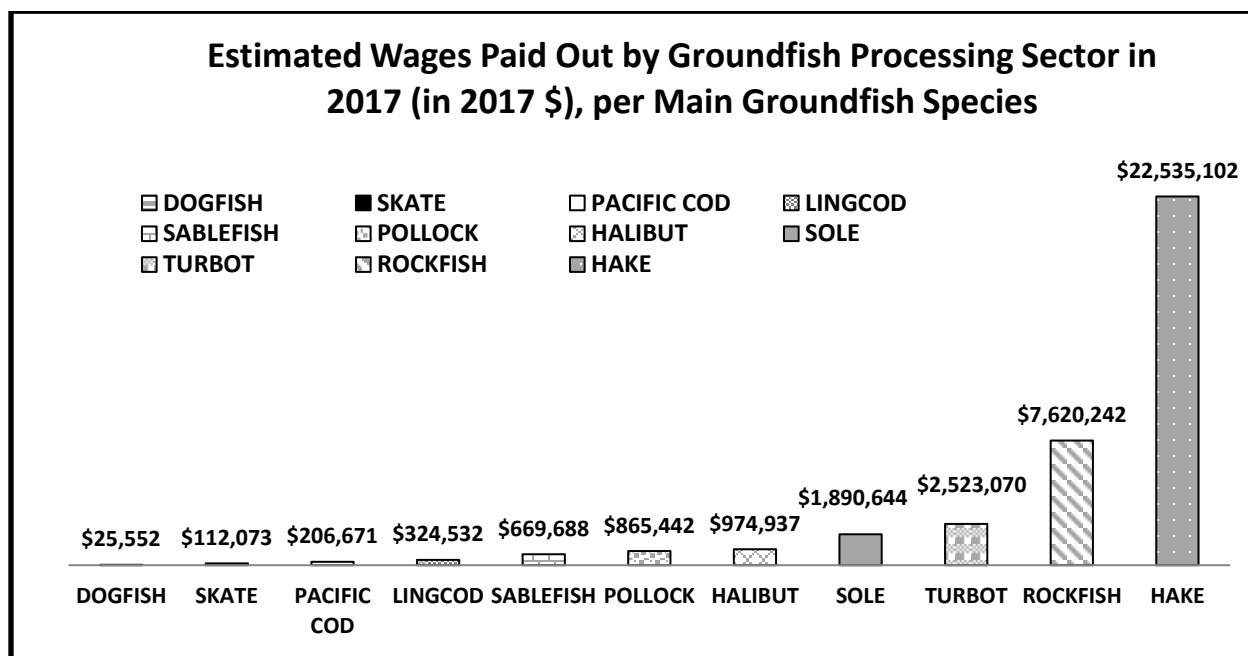 Estimated Wages Paid Out by Groundfish Processing Sector in
2017 (in 2017 $), per Main Groundfish Species
DOGFISH SKATE PACIFIC COD LINGCOD
SABLEFISH POLLOCK HALIBUT SOLE
TURBOT ROCKFISH HAKE
$25,552 $112,073 $206,671 $324,532 $669,688 $865,442 $974,937 $1,890,644 $2,523,070 $7,620,242 $22,535,102
DOGFISH SKATE PACIFIC LINGCOD SABLEFISH POLLOCK HALIBUT SOLE TURBOT ROCKFISH HAKE
COD